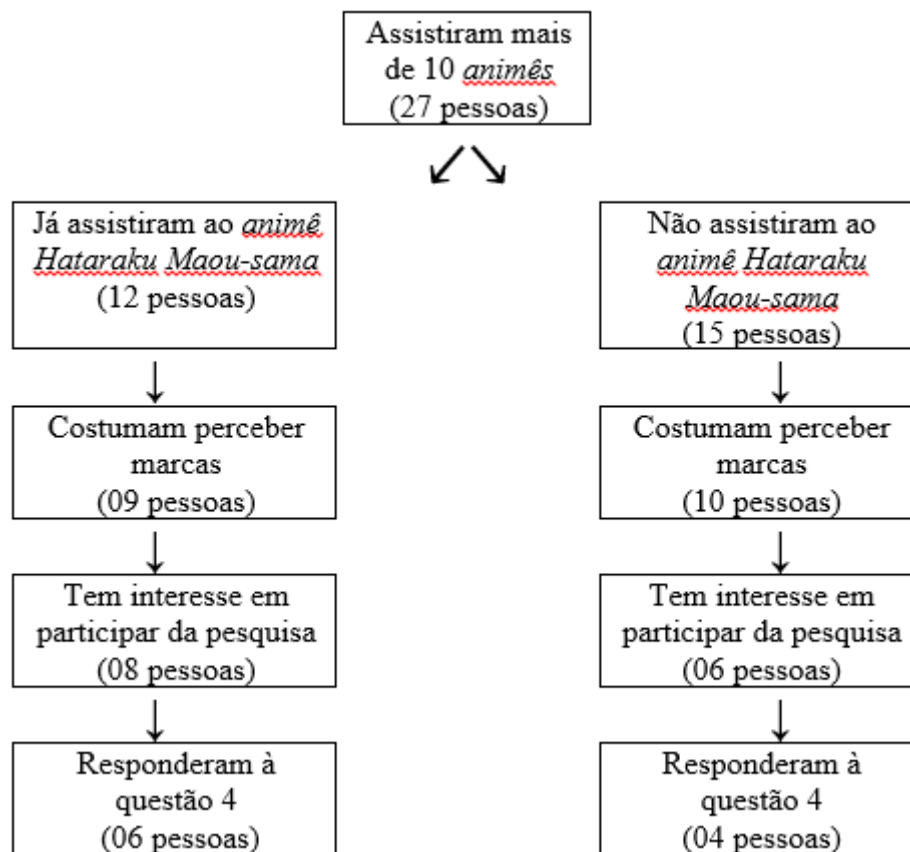 Assistiram mais
de 10 animês
(27 pessoas)
Já assistiram ao animê
Hataraku Maou-sama
(12 pessoas)
Não assistiram ao
animê Hataraku
Maou-sama
(15 pessoas)
Costumam perceber
marcas
(09 pessoas)
Costumam perceber
marcas
(10 pessoas)
Tem interesse em
participar da pesquisa
(08 pessoas)
Tem interesse em
participar da pesquisa
(06 pessoas)
Responderam à
questão 4
(06 pessoas)
Responderam à
questão 4
(04 pessoas)